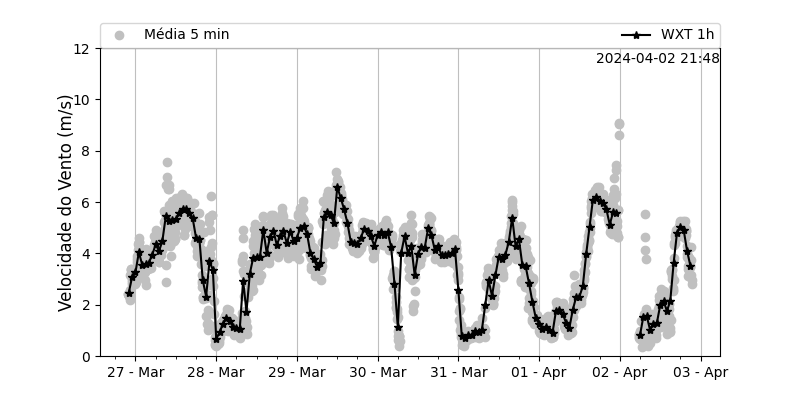 Média 5 min
WXT 1h
2024-04-02 21:48
Velocidade do Vento (m/s)
12
10
8
6
4
2
0
27 - Mar
28 - Mar
29 - Mar
30 - Mar
31 - Mar
01 - Apr
02 - Apr
03 - Apr